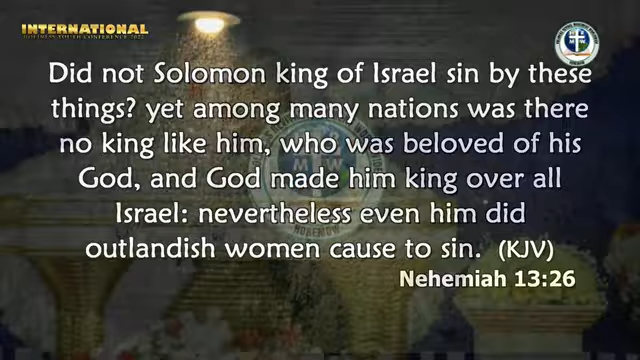 INTERNATIONAL
Did not Solomon king of Israel sin by these
things? yet among many nations was there
no king like him, who was beloved of his
God, and God made him king over all
Israel: nevertheless even him did
outlandish women cause to sin. (KJV)
Nehemiah 13:26